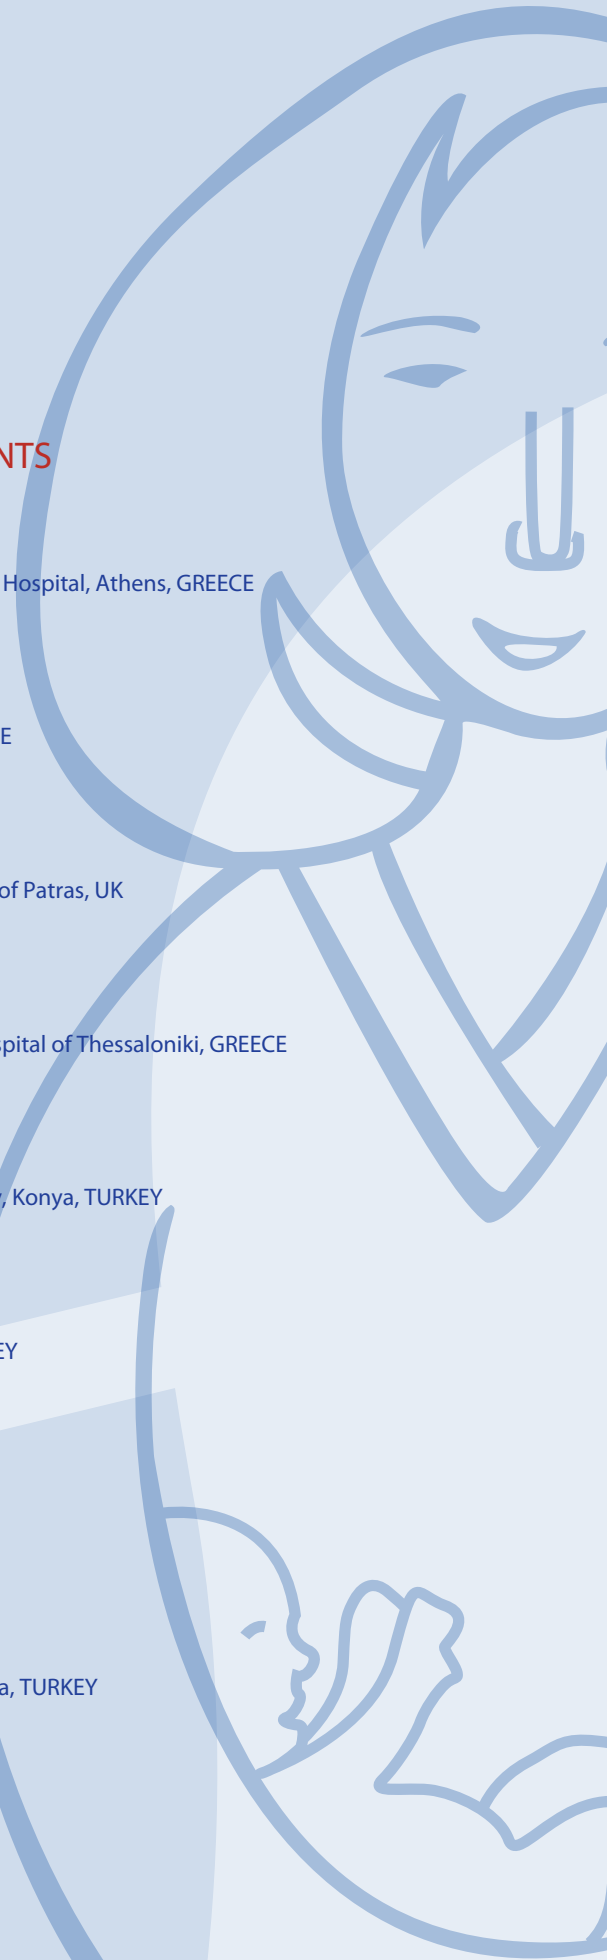 NTS
Hospital, Athens, GREECE
E
of Patras, UK
spital of Thessaloniki, GREECE
, Konya, TURKEY
EY
a, TURKEY